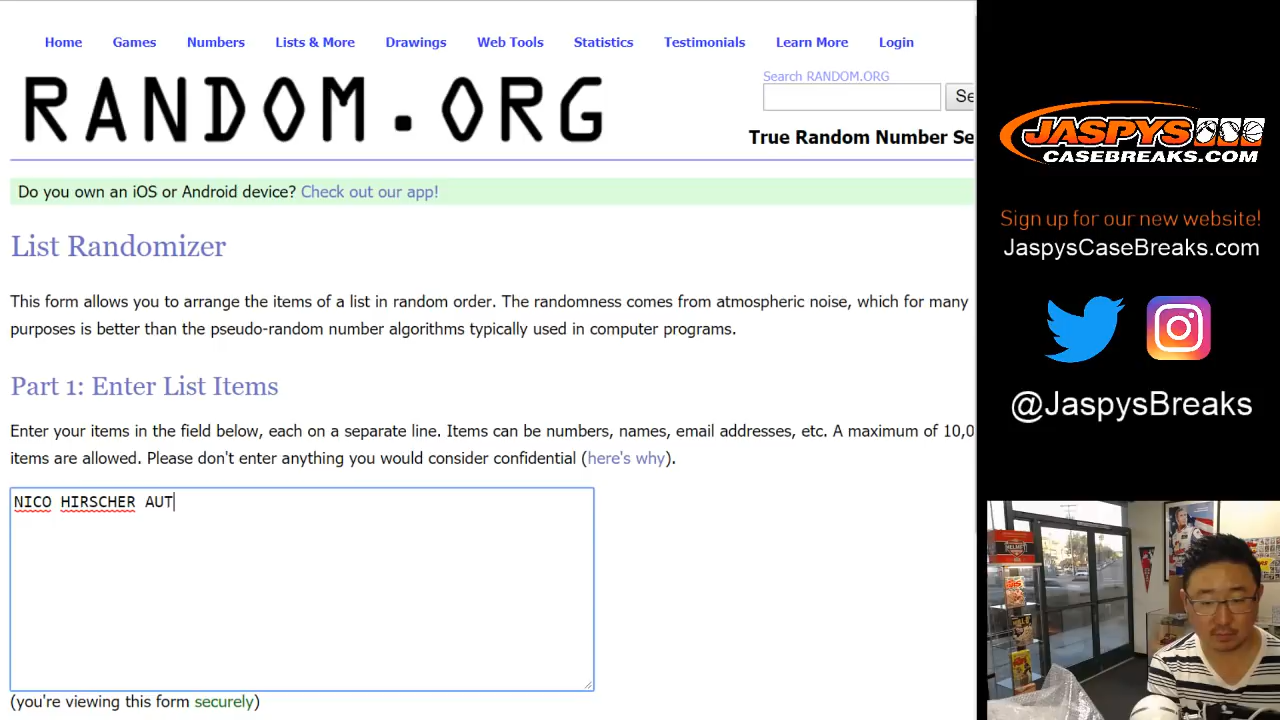 Home Games Numbers Lists & More Drawings Web Tools Statistics Testimonials Learn More Login
RANDOM.ORG
Search RANDOM.ORG
Se
True Random Number Se
Do you own an iOS or Android device? Check out our app!
List Randomizer
This form allows you to arrange the items of a list in random order. The randomness comes from atmospheric noise, which for many
purposes is better than the pseudo-random number algorithms typically used in computer programs.
Part 1: Enter List Items
Enter your items in the field below, each on a separate line. Items can be numbers, names, email addresses, etc. A maximum of 10,0
items are allowed. Please don't enter anything you would consider confidential (here's why).
NICO HIRSCHER AUT
(you're viewing this form securely)
JASPYS
CASEBREAKS.COM
Sign up for our new website!
JaspysCaseBreaks.com
@JaspysBreaks